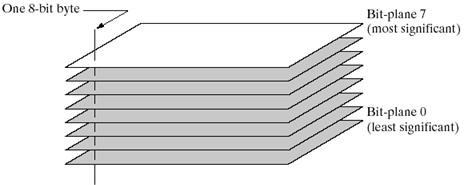 One 8-bit byte
Bit-plane 7
(most significant)
Bit-plane 0
(least significant)